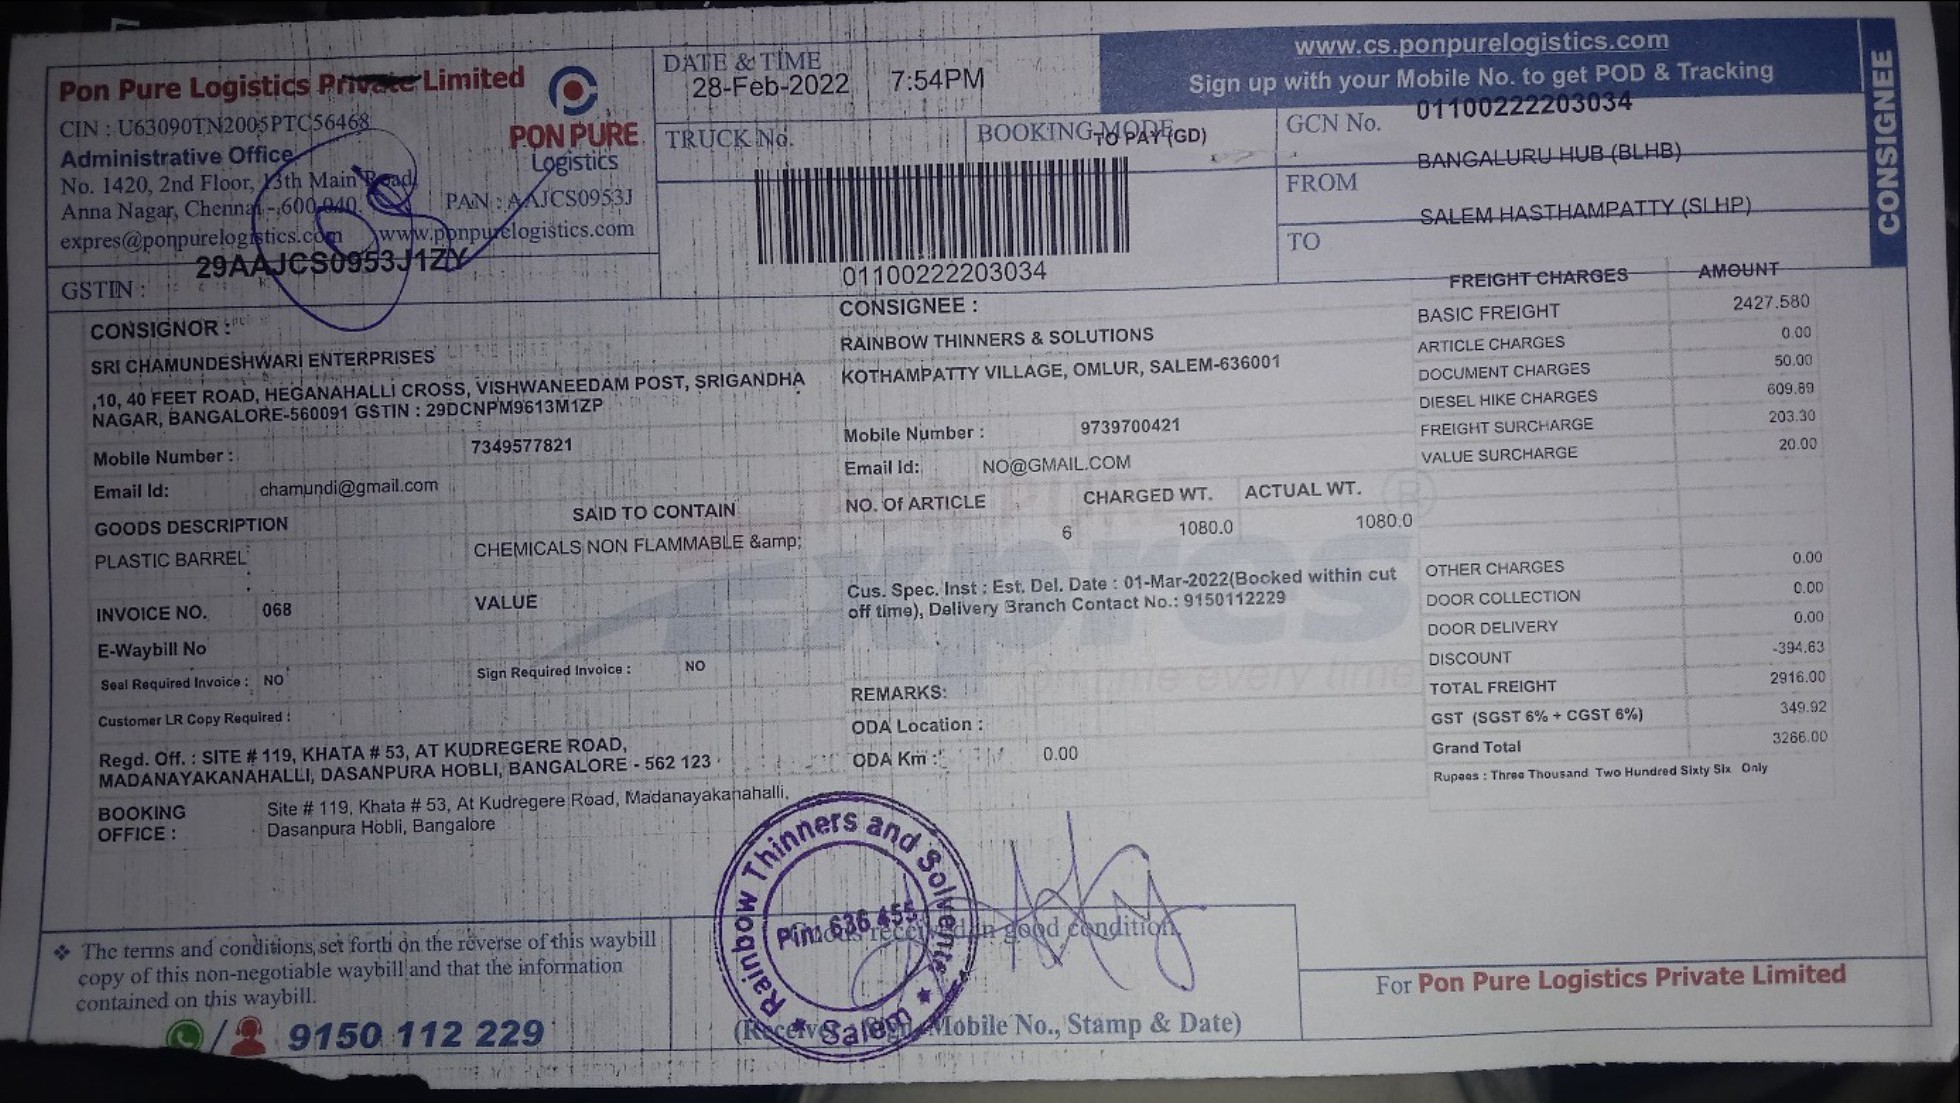 Pon Pure Logistics Private Limited
CIN : U63090TN2005PTC56468
Administrative Office
No. 1420, 2nd Floor, 13th Main Road,
Anna Nagar, Chennai - 600 040.
PAN : AAJCS0953J
expres@ponpurelogistics.com
www.ponpurelogistics.com
PON PURE
Logistics
GSTIN : 29AAJCS0953J1ZY
DATE & TIME
28-Feb-2022 7:54PM
TRUCK No.
BOOKING MODE
TO PAY (GD)
01100222203034
www.cs.ponpurelogistics.com
Sign up with your Mobile No. to get POD & Tracking
GCN No. 01100222203034
FROM BANGALURU HUB (BLHB)
TO SALEM HASTHAMPATTY (SLHP)
CONSIGNEE
CONSIGNOR :
SRI CHAMUNDESHWARI ENTERPRISES
,10, 40 FEET ROAD, HEGANAHALLI CROSS, VISHWANEEDAM POST, SRIGANDHA
NAGAR, BANGALORE-560091 GSTIN : 29DCNPM9613M1ZP
Mobile Number : 7349577821
Email Id: chamundi@gmail.com
GOODS DESCRIPTION SAID TO CONTAIN
PLASTIC BARREL CHEMICALS NON FLAMMABLE &amp;
INVOICE NO. 068 VALUE
E-Waybill No
Seal Required Invoice : NO Sign Required Invoice : NO
Customer LR Copy Required :
Regd. Off. : SITE # 119, KHATA # 53, AT KUDREGERE ROAD,
MADANAYAKANAHALLI, DASANPURA HOBLI, BANGALORE - 562 123
BOOKING OFFICE : Site # 119, Khata # 53, At Kudregere Road, Madanayakanahalli,
Dasanpura Hobli, Bangalore
CONSIGNEE :
RAINBOW THINNERS & SOLUTIONS
KOTHAMPATTY VILLAGE, OMLUR, SALEM-636001
Mobile Number : 9739700421
Email Id: NO@GMAIL.COM
NO. Of ARTICLE CHARGED WT. ACTUAL WT.
6 1080.0 1080.0
Cus. Spec. Inst : Est. Del. Date : 01-Mar-2022(Booked within cut
off time), Delivery Branch Contact No.: 9150112229
REMARKS:
ODA Location :
ODA Km : 0.00
Expres
on time every time
FREIGHT CHARGES AMOUNT
BASIC FREIGHT 2427.580
ARTICLE CHARGES 0.00
DOCUMENT CHARGES 50.00
DIESEL HIKE CHARGES 609.89
FREIGHT SURCHARGE 203.30
VALUE SURCHARGE 20.00
OTHER CHARGES 0.00
DOOR COLLECTION 0.00
DOOR DELIVERY 0.00
DISCOUNT -394.63
TOTAL FREIGHT 2916.00
GST (SGST 6% + CGST 6%) 349.92
Grand Total 3266.00
Rupees : Three Thousand Two Hundred Sixty Six Only
The terms and conditions set forth on the reverse of this waybill
copy of this non-negotiable waybill and that the information
contained on this waybill.
9150 112 229
Rainbow Thinners and Solvents
Pin: 636 455
Salem
received in good condition
Mobile No., Stamp & Date)
For Pon Pure Logistics Private Limited